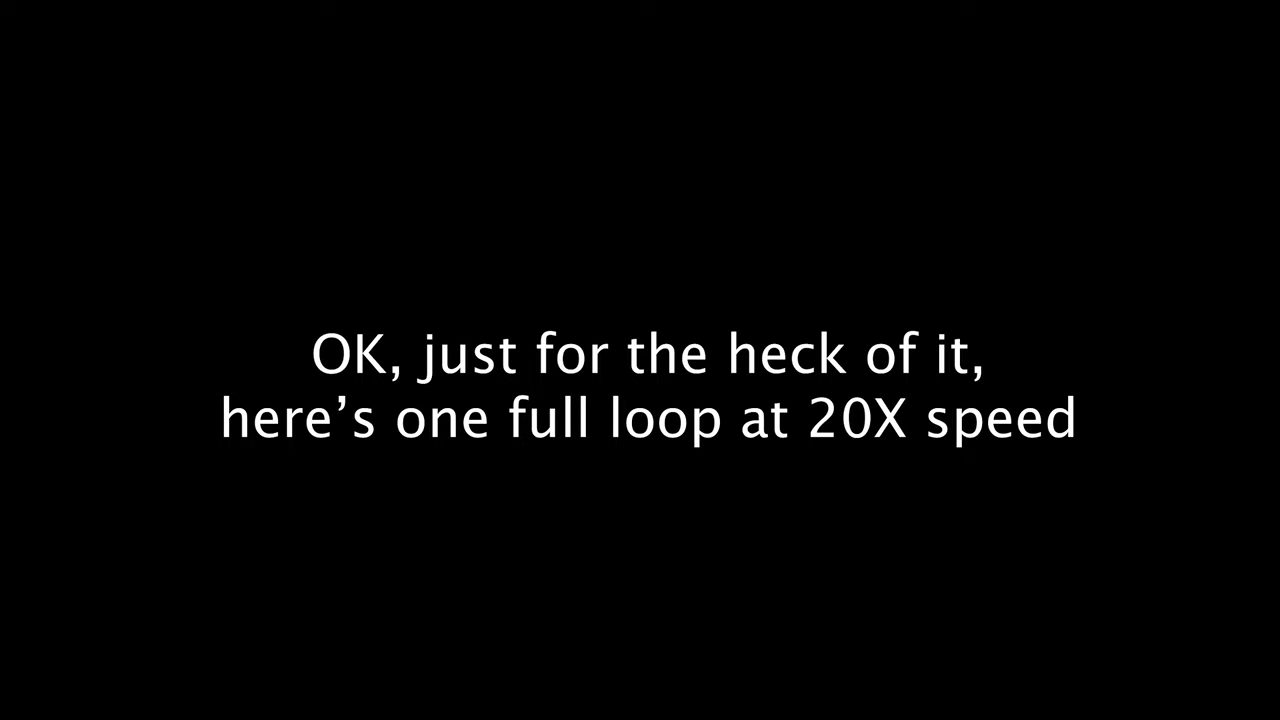 OK, just for the heck of it,
here’s one full loop at 20X speed